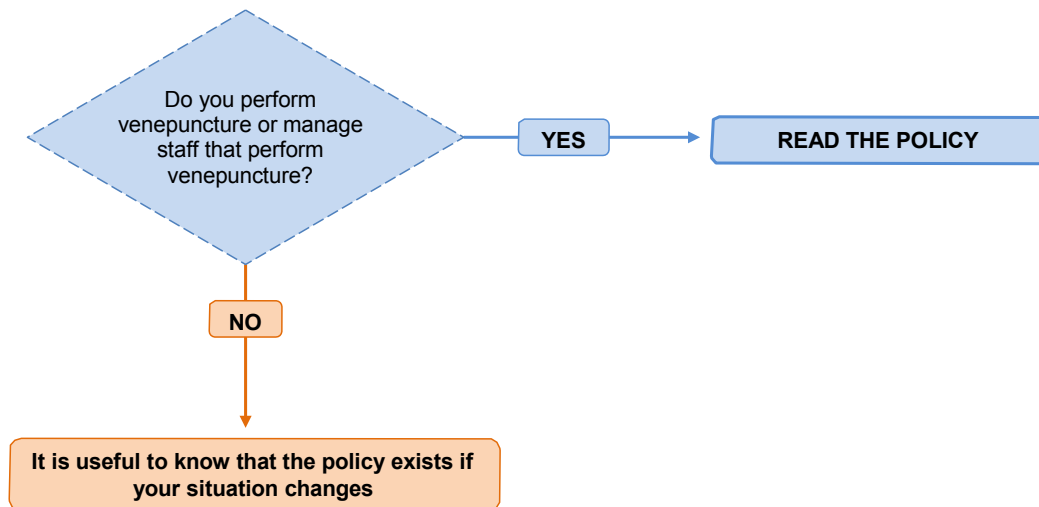 Do you perform
venepuncture or manage
staff that perform
venepuncture?
YES
READ THE POLICY
NO
It is useful to know that the policy exists if
your situation changes